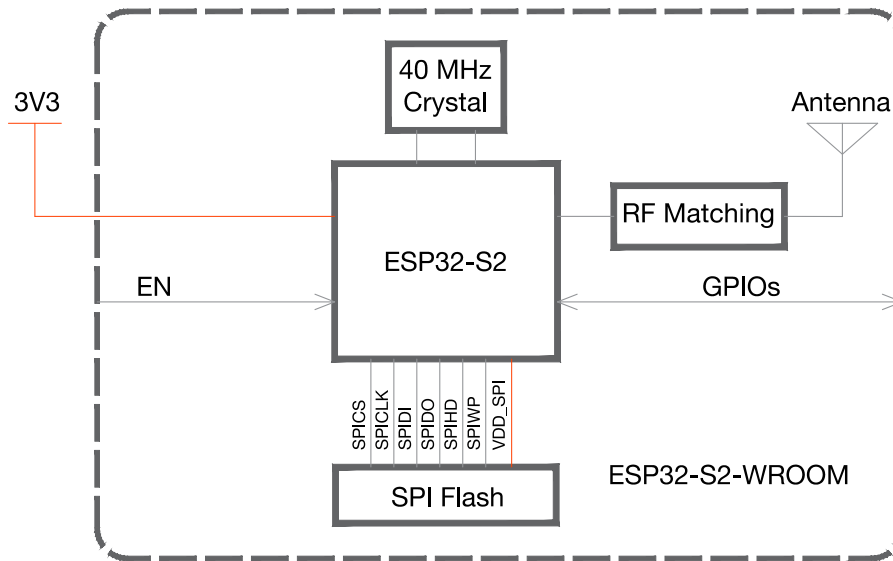 40 MHz
Crystal
3V3
Antenna
RF Matching
ESP32-S2
EN
GPIOs
SPICS
SPICLK
SPIDI
SPIDO
SPIHD
SPIWP
VDD_SPI
ESP32-S2-WROOM
SPI Flash